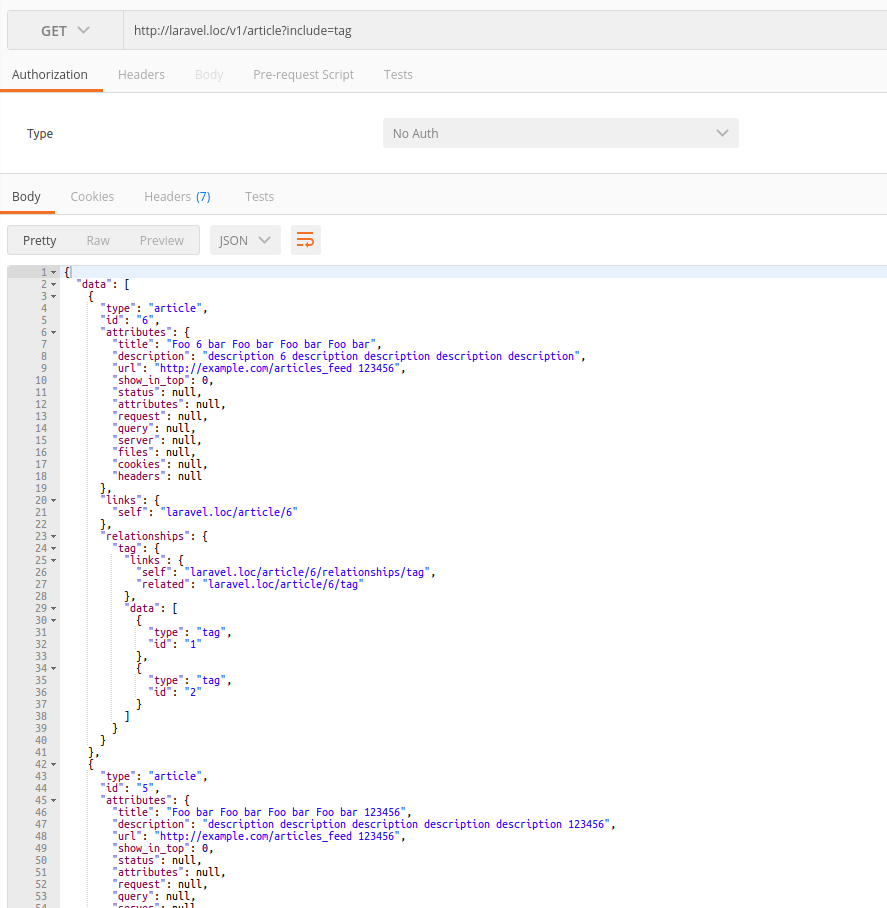 GET http://laravel.loc/v1/article?include=tag
Authorization Headers Body Pre-request Script Tests
Type No Auth
Body Cookies Headers (7) Tests
Pretty Raw Preview JSON
1 {
2 "data": [
3 {
4 "type": "article",
5 "id": "6",
6 "attributes": {
7 "title": "Foo 6 bar Foo bar Foo bar Foo bar",
8 "description": "description 6 description description description description",
9 "url": "http://example.com/articles_feed 123456",
10 "show_in_top": 0,
11 "status": null,
12 "attributes": null,
13 "request": null,
14 "query": null,
15 "server": null,
16 "files": null,
17 "cookies": null,
18 "headers": null
19 },
20 "links": {
21 "self": "laravel.loc/article/6"
22 },
23 "relationships": {
24 "tag": {
25 "links": {
26 "self": "laravel.loc/article/6/relationships/tag",
27 "related": "laravel.loc/article/6/tag"
28 },
29 "data": [
30 {
31 "type": "tag",
32 "id": "1"
33 },
34 {
35 "type": "tag",
36 "id": "2"
37 }
38 ]
39 }
40 }
41 },
42 {
43 "type": "article",
44 "id": "5",
45 "attributes": {
46 "title": "Foo bar Foo bar Foo bar Foo bar 123456",
47 "description": "description description description description description 123456",
48 "url": "http://example.com/articles_feed 123456",
49 "show_in_top": 0,
50 "status": null,
51 "attributes": null,
52 "request": null,
53 "query": null,
54 "server": null,